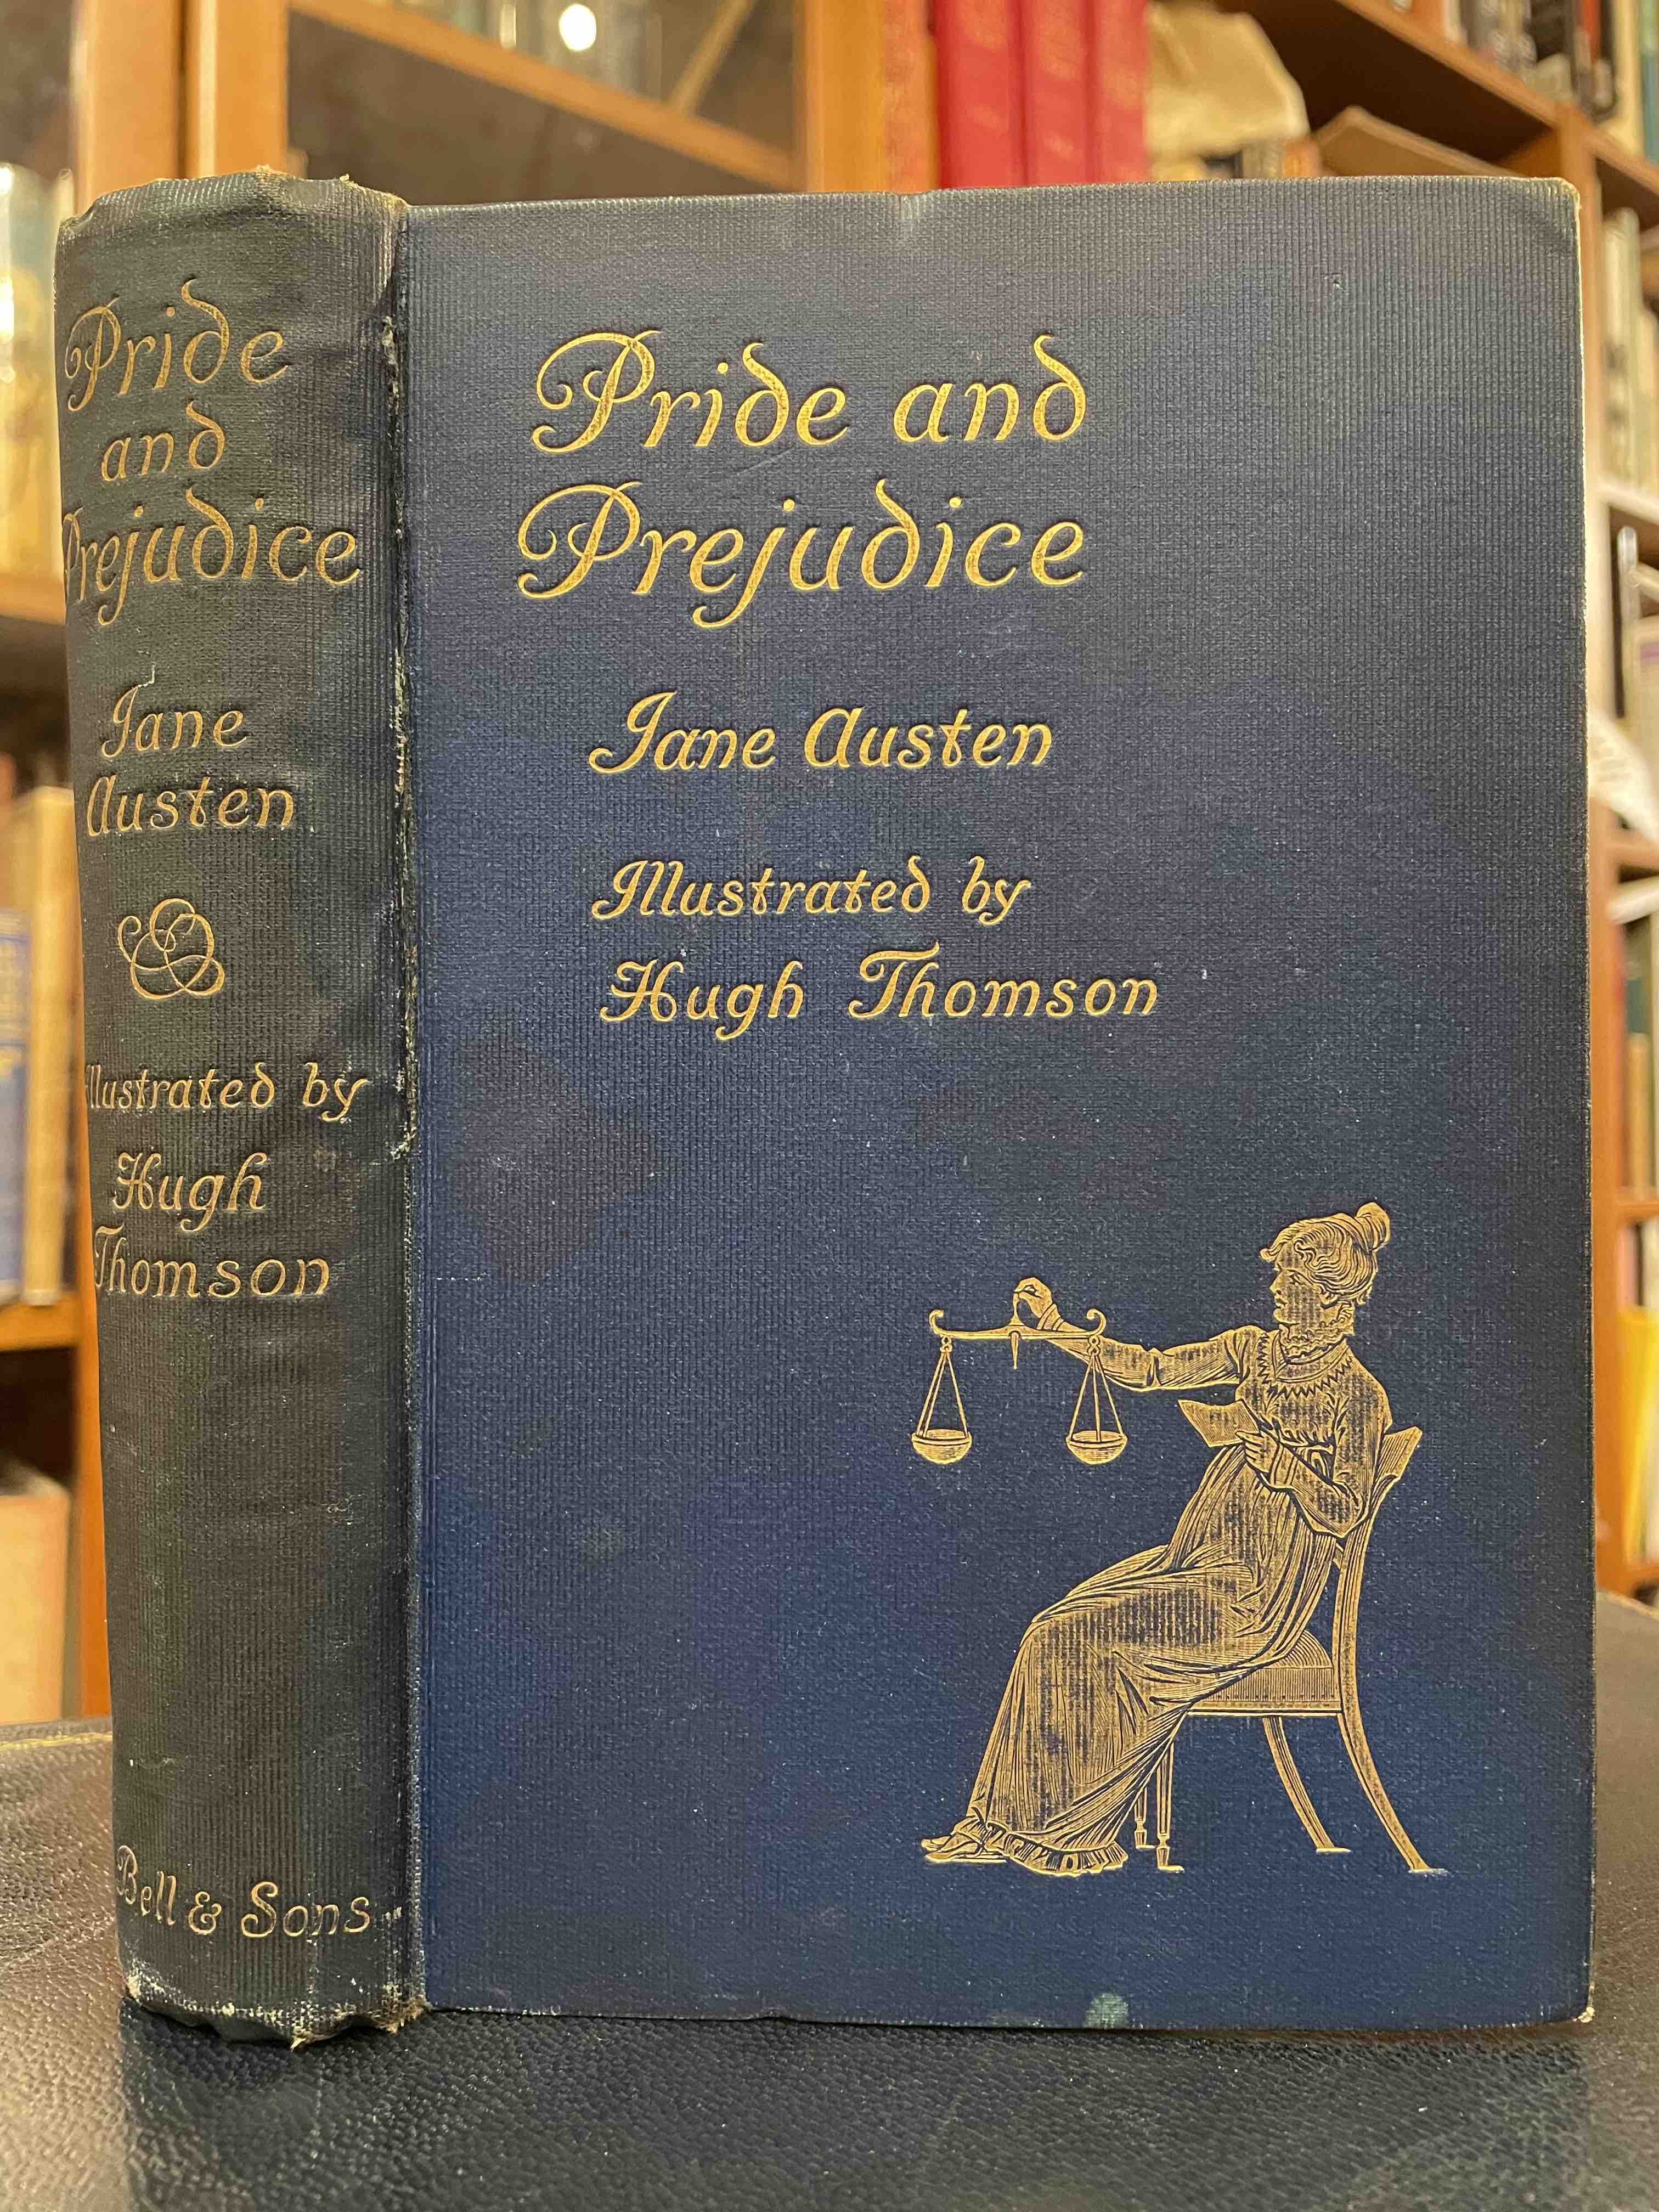 Pride
and
Prejudice
Jane
Austen
Illustrated by
Hugh
Thomson
Bell & Sons
Pride and
Prejudice
Jane Austen
Illustrated by
Hugh Thomson